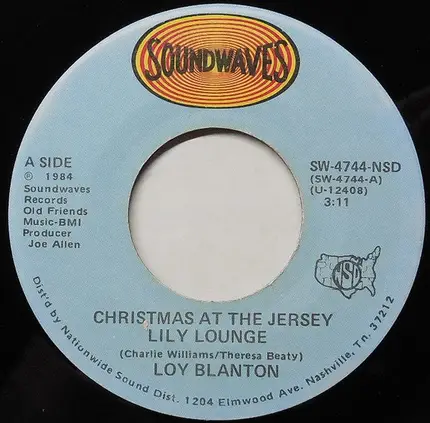 SOUNDWAVES
A SIDE
℗ 1984
Soundwaves
Records
Old Friends
Music-BMI
Producer
Joe Allen
SW-4744-NSD
(SW-4744-A)
(U-12408)
3:11
NSD
CHRISTMAS AT THE JERSEY
LILY LOUNGE
(Charlie Williams/Theresa Beaty)
LOY BLANTON
Dist'd by Nationwide Sound Dist. 1204 Elmwood Ave. Nashville, Tn. 37212